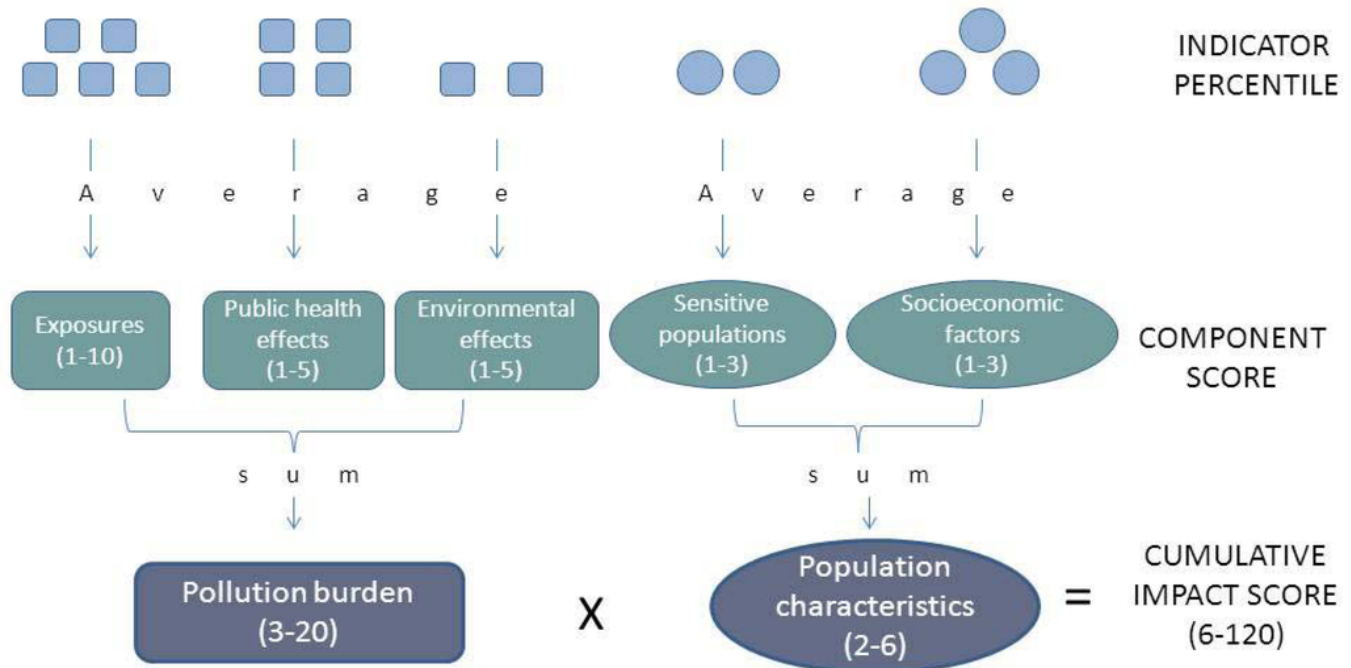 INDICATOR
PERCENTILE
A v e r a g e
A v e r a g e
Exposures
(1-10)
Public health
effects
(1-5)
Environmental
effects
(1-5)
Sensitive
populations
(1-3)
Socioeconomic
factors
(1-3)
COMPONENT
SCORE
s u m
s u m
Pollution burden
(3-20)
X
Population
characteristics
(2-6)
=
CUMULATIVE
IMPACT SCORE
(6-120)